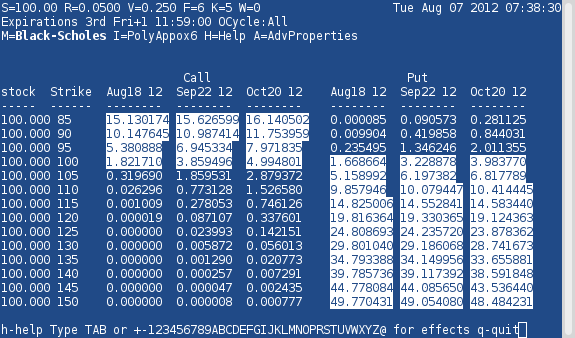 S=100.00 R=0.0500 V=0.250 F=6 K=5 W=0 Tue Aug 07 2012 07:38:30
Expirations 3rd Fri+1 11:59:00 OCycle:All
M=Black-Scholes I=PolyAppox6 H=Help A=AdvProperties
Call Put
stock Strike Aug18 12 Sep22 12 Oct20 12 Aug18 12 Sep22 12 Oct20 12
----- ------ -------- -------- -------- -------- -------- --------
100.000 85 15.130174 15.626599 16.140502 0.000085 0.090573 0.281125
100.000 90 10.147645 10.987414 11.753959 0.009904 0.419858 0.844031
100.000 95 5.380888 6.945334 7.971835 0.235495 1.346246 2.011355
100.000 100 1.821710 3.859496 4.994801 1.668664 3.228878 3.983770
100.000 105 0.319690 1.859531 2.879372 5.158992 6.197382 6.817789
100.000 110 0.026296 0.773128 1.526580 9.857946 10.079447 10.414445
100.000 115 0.001009 0.278053 0.746126 14.825006 14.552841 14.583440
100.000 120 0.000019 0.087107 0.337601 19.816364 19.330365 19.124363
100.000 125 0.000000 0.023993 0.142151 24.808693 24.235720 23.878362
100.000 130 0.000000 0.005872 0.056013 29.801040 29.186068 28.741673
100.000 135 0.000000 0.001290 0.020773 34.793388 34.149956 33.655881
100.000 140 0.000000 0.000257 0.007291 39.785736 39.117392 38.591848
100.000 145 0.000000 0.000047 0.002435 44.778084 44.085650 43.536440
100.000 150 0.000000 0.000008 0.000777 49.770431 49.054080 48.484231
h-help Type TAB or +-123456789ABCDEFGIJKLMNOPRSTUVWXYZ@ for effects q-quit